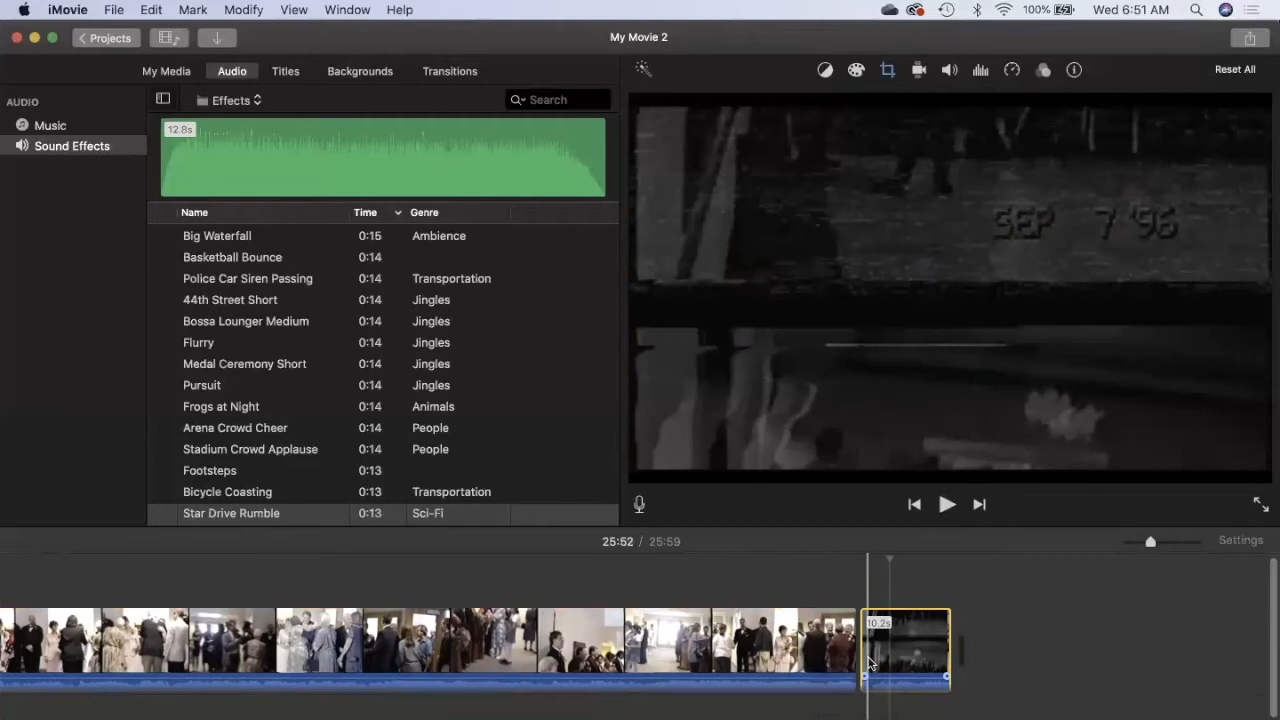 iMovie File Edit Mark Modify View Window Help 100% Wed 6:51 AM
Projects My Movie 2
My Media Audio Titles Backgrounds Transitions Reset All
AUDIO Effects Search
Music
Sound Effects
12.8s
Name Time Genre
Big Waterfall 0:15 Ambience
Basketball Bounce 0:14
Police Car Siren Passing 0:14 Transportation
44th Street Short 0:14 Jingles
Bossa Lounger Medium 0:14 Jingles
Flurry 0:14 Jingles
Medal Ceremony Short 0:14 Jingles
Pursuit 0:14 Jingles
Frogs at Night 0:14 Animals
Arena Crowd Cheer 0:14 People
Stadium Crowd Applause 0:14 People
Footsteps 0:13
Bicycle Coasting 0:13 Transportation
Star Drive Rumble 0:13 Sci-Fi
SEP 7 '96
25:52 / 25:59 Settings
10.2s